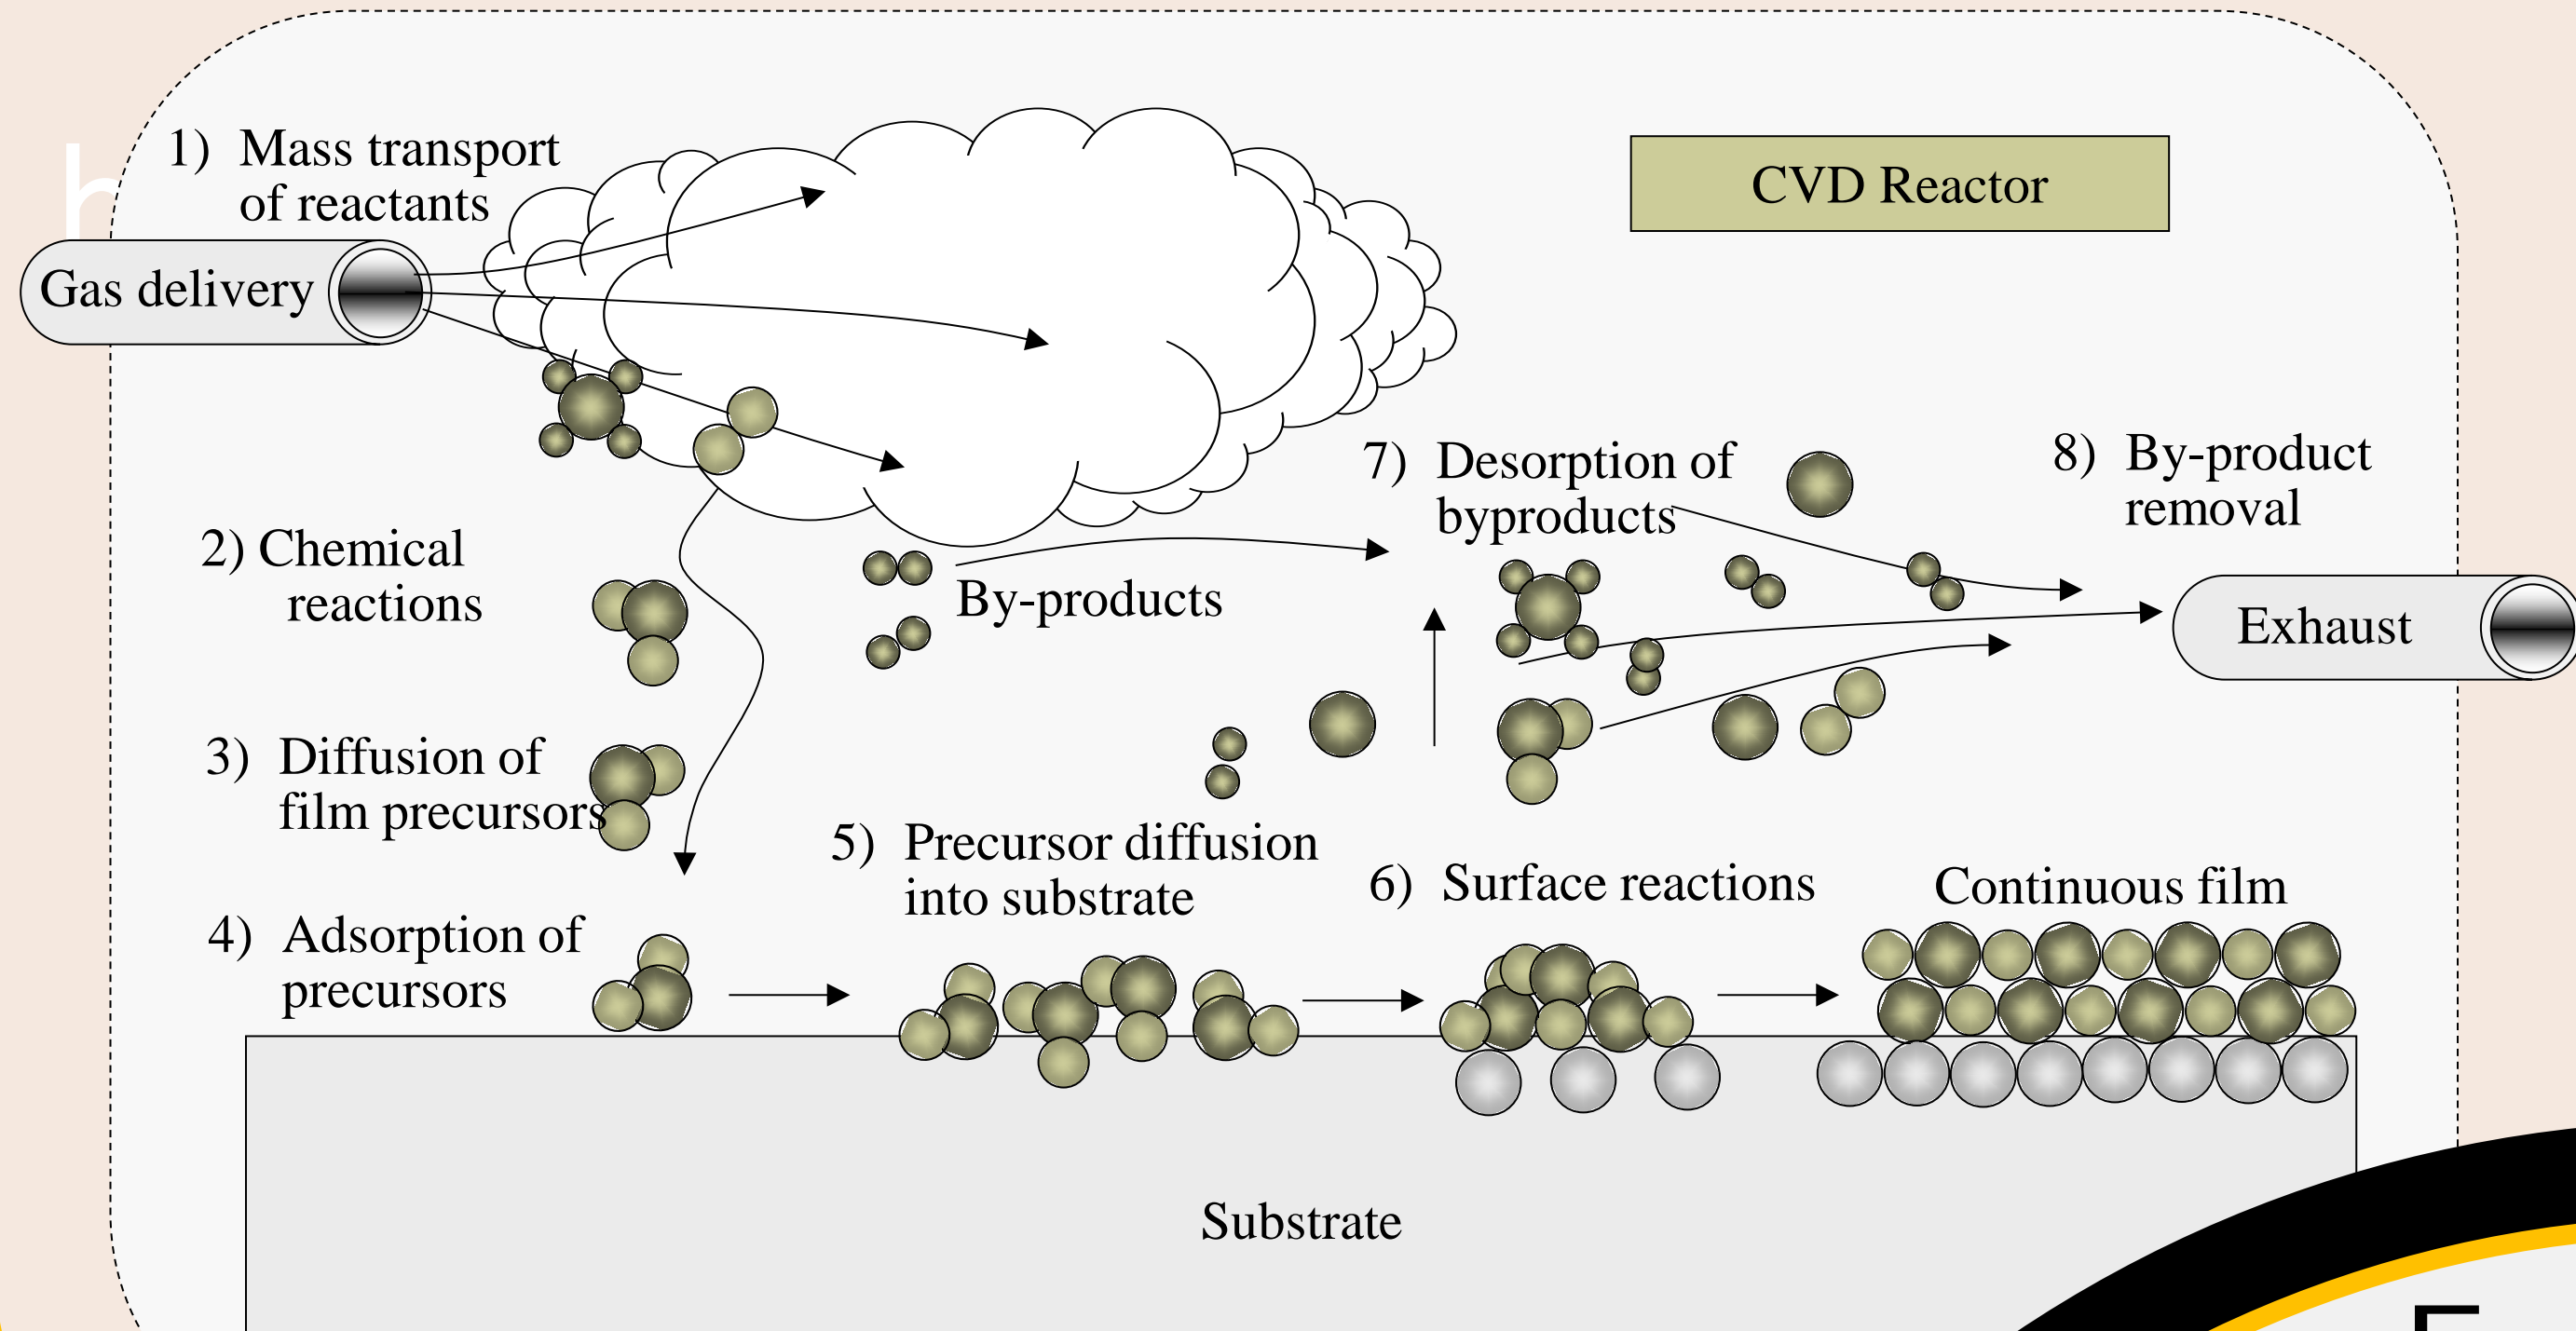 1) Mass transport
of reactants
CVD Reactor
Gas delivery
7) Desorption of
byproducts
8) By-product
removal
2) Chemical
reactions
By-products
Exhaust
3) Diffusion of
film precursors
5) Precursor diffusion
into substrate
6) Surface reactions
Continuous film
4) Adsorption of
precursors
Substrate